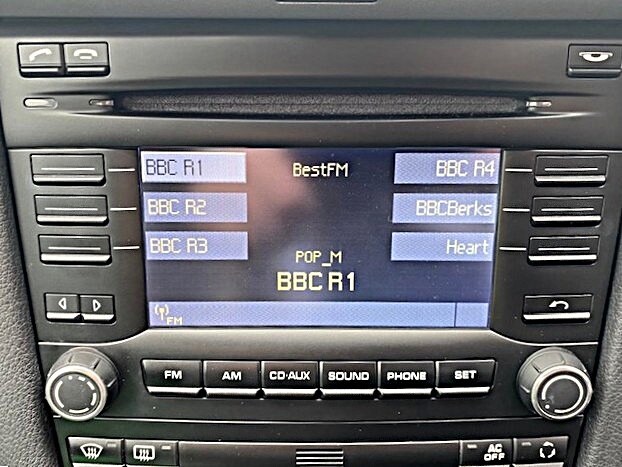 BBC R1
BestFM
BBC R4
BBC R2
BBCBerks
BBC R3
Heart
POP_M
BBC R1
FM
FM
AM
CD·AUX
SOUND
PHONE
SET
AC
OFF